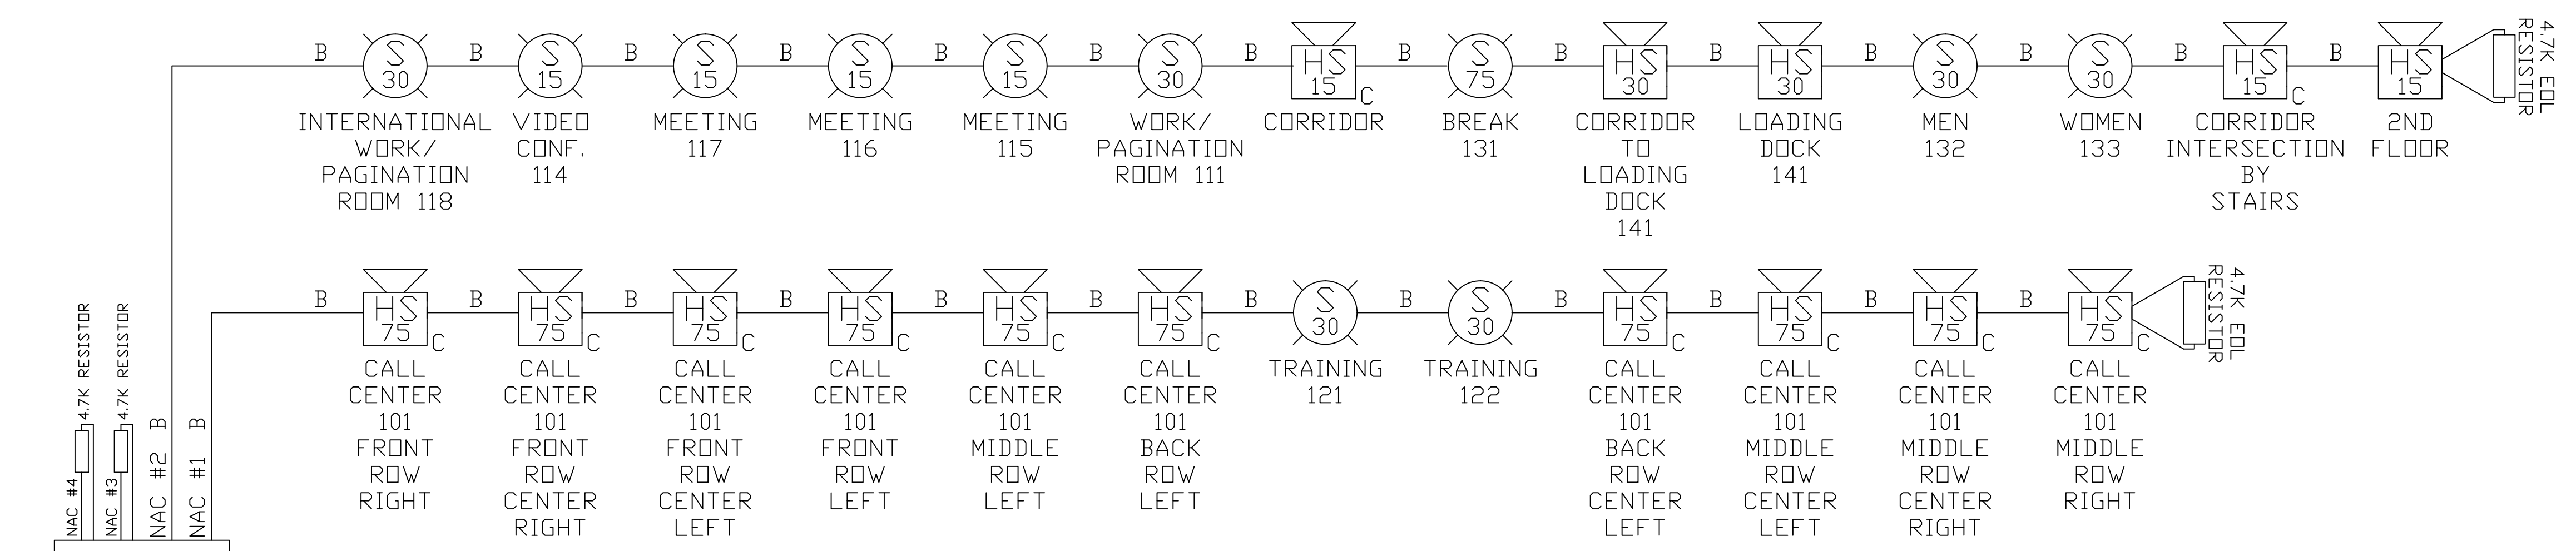 B B B B B B B B B B B B B B
S 30 S 15 S 15 S 15 S 15 S 30 HS 15 C S 75 HS 30 HS 30 S 30 S 30 HS 15 C HS 15
4.7K EOL
RESISTOR
INTERNATIONAL
WORK/
PAGINATION
ROOM 118
VIDEO
CONF.
114
MEETING
117
MEETING
116
MEETING
115
WORK/
PAGINATION
ROOM 111
CORRIDOR
BREAK
131
CORRIDOR
TO
LOADING
DOCK
141
LOADING
DOCK
141
MEN
132
WOMEN
133
CORRIDOR
INTERSECTION
BY
STAIRS
2ND
FLOOR
B B B B B B B B B B B B
HS 75 C HS 75 C HS 75 C HS 75 C HS 75 C HS 75 C S 30 S 30 HS 75 C HS 75 C HS 75 C HS 75 C
4.7K EOL
RESISTOR
CALL
CENTER
101
FRONT
ROW
RIGHT
CALL
CENTER
101
FRONT
ROW
CENTER
RIGHT
CALL
CENTER
101
FRONT
ROW
CENTER
LEFT
CALL
CENTER
101
FRONT
ROW
LEFT
CALL
CENTER
101
MIDDLE
ROW
LEFT
CALL
CENTER
101
BACK
ROW
LEFT
TRAINING
121
TRAINING
122
CALL
CENTER
101
BACK
ROW
CENTER
LEFT
CALL
CENTER
101
MIDDLE
ROW
CENTER
LEFT
CALL
CENTER
101
MIDDLE
ROW
CENTER
RIGHT
CALL
CENTER
101
MIDDLE
ROW
RIGHT
NAC #4
4.7K RESISTOR
NAC #3
4.7K RESISTOR
NAC #2 B
NAC #1 B